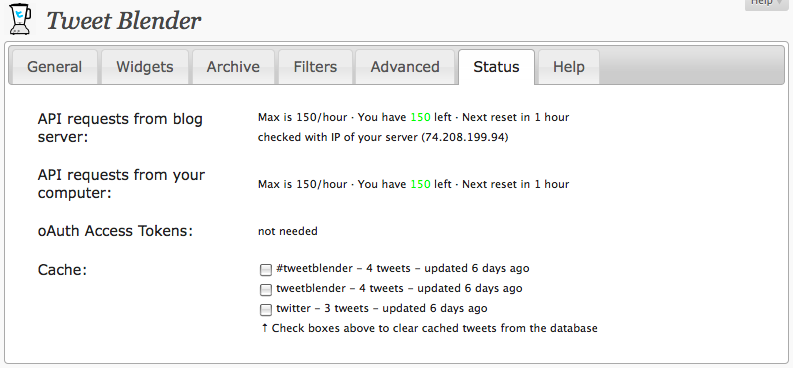 Help
Tweet Blender
General Widgets Archive Filters Advanced Status Help
API requests from blog server:
Max is 150/hour · You have 150 left · Next reset in 1 hour
checked with IP of your server (74.208.199.94)
API requests from your computer:
Max is 150/hour · You have 150 left · Next reset in 1 hour
oAuth Access Tokens:
not needed
Cache:
#tweetblender – 4 tweets – updated 6 days ago
tweetblender – 4 tweets – updated 6 days ago
twitter – 3 tweets – updated 6 days ago
↑ Check boxes above to clear cached tweets from the database